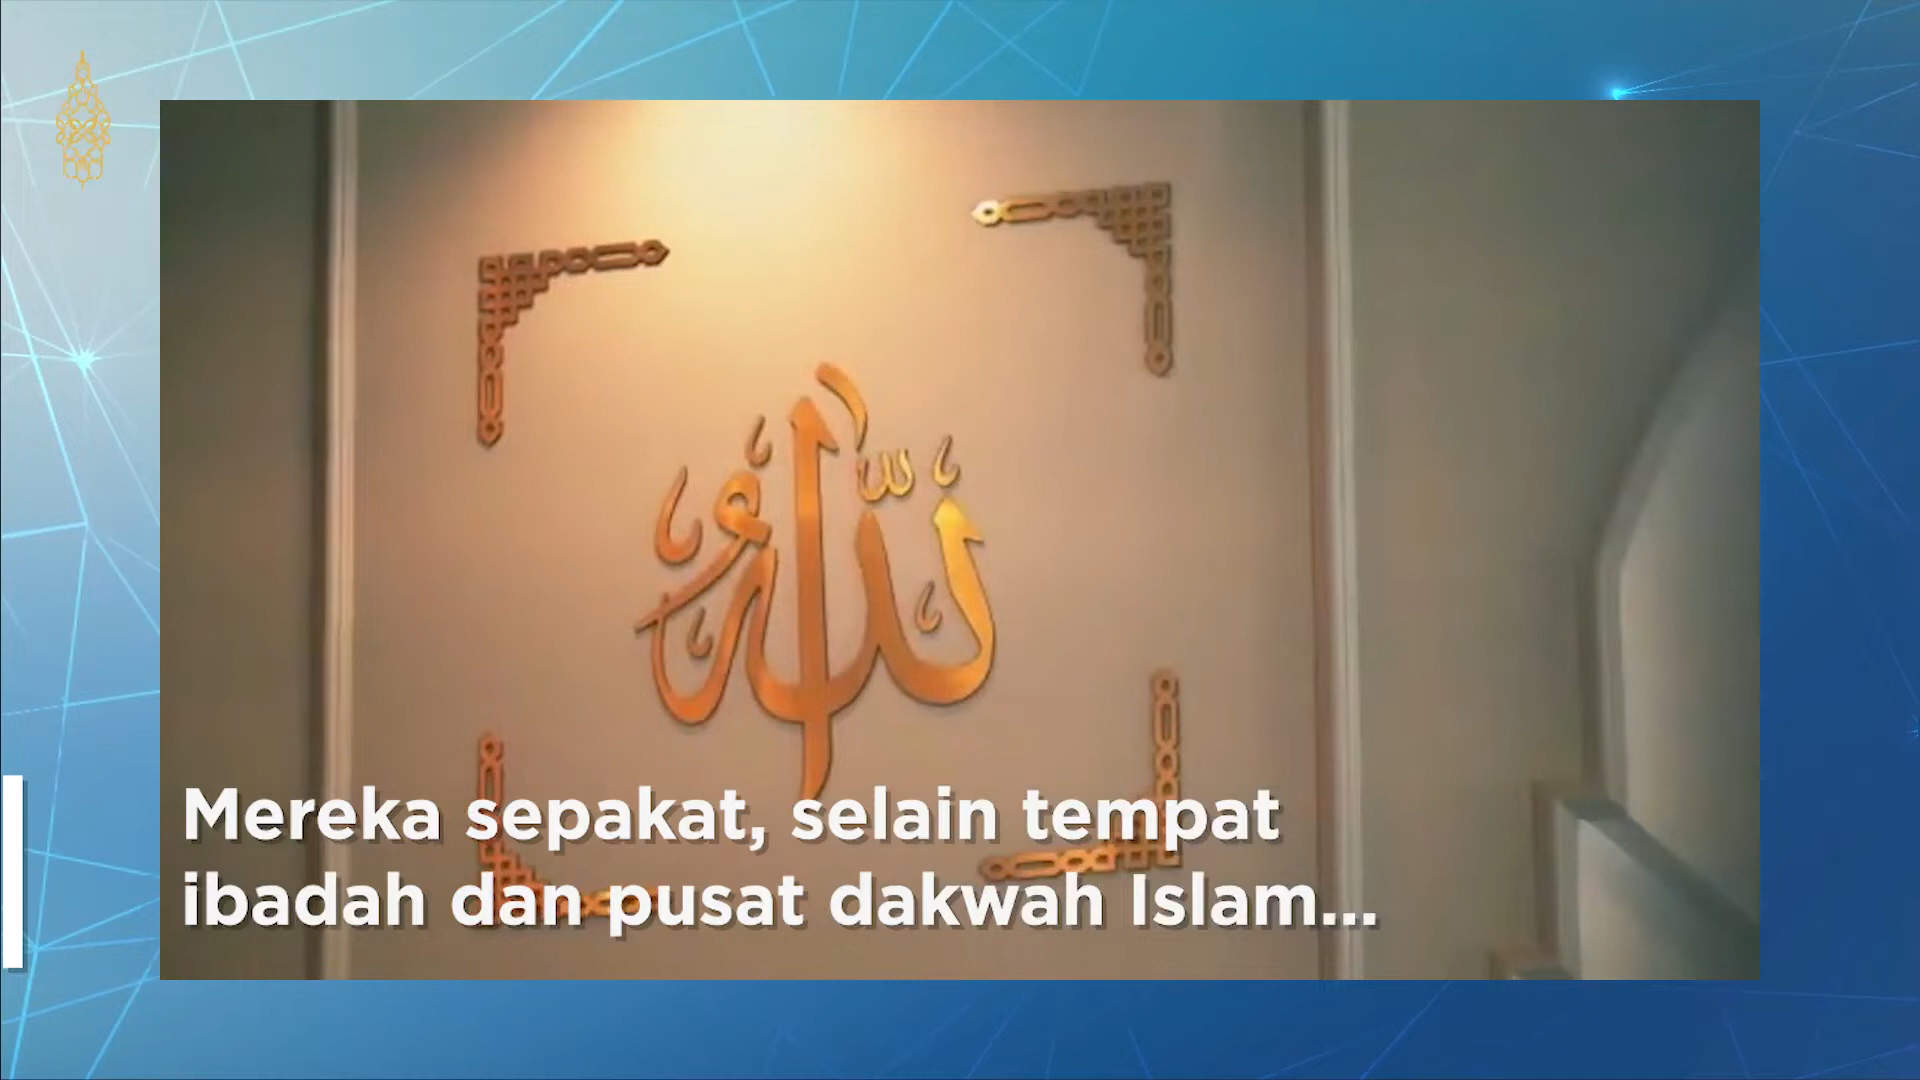 الله
Mereka sepakat, selain tempat
ibadah dan pusat dakwah Islam...